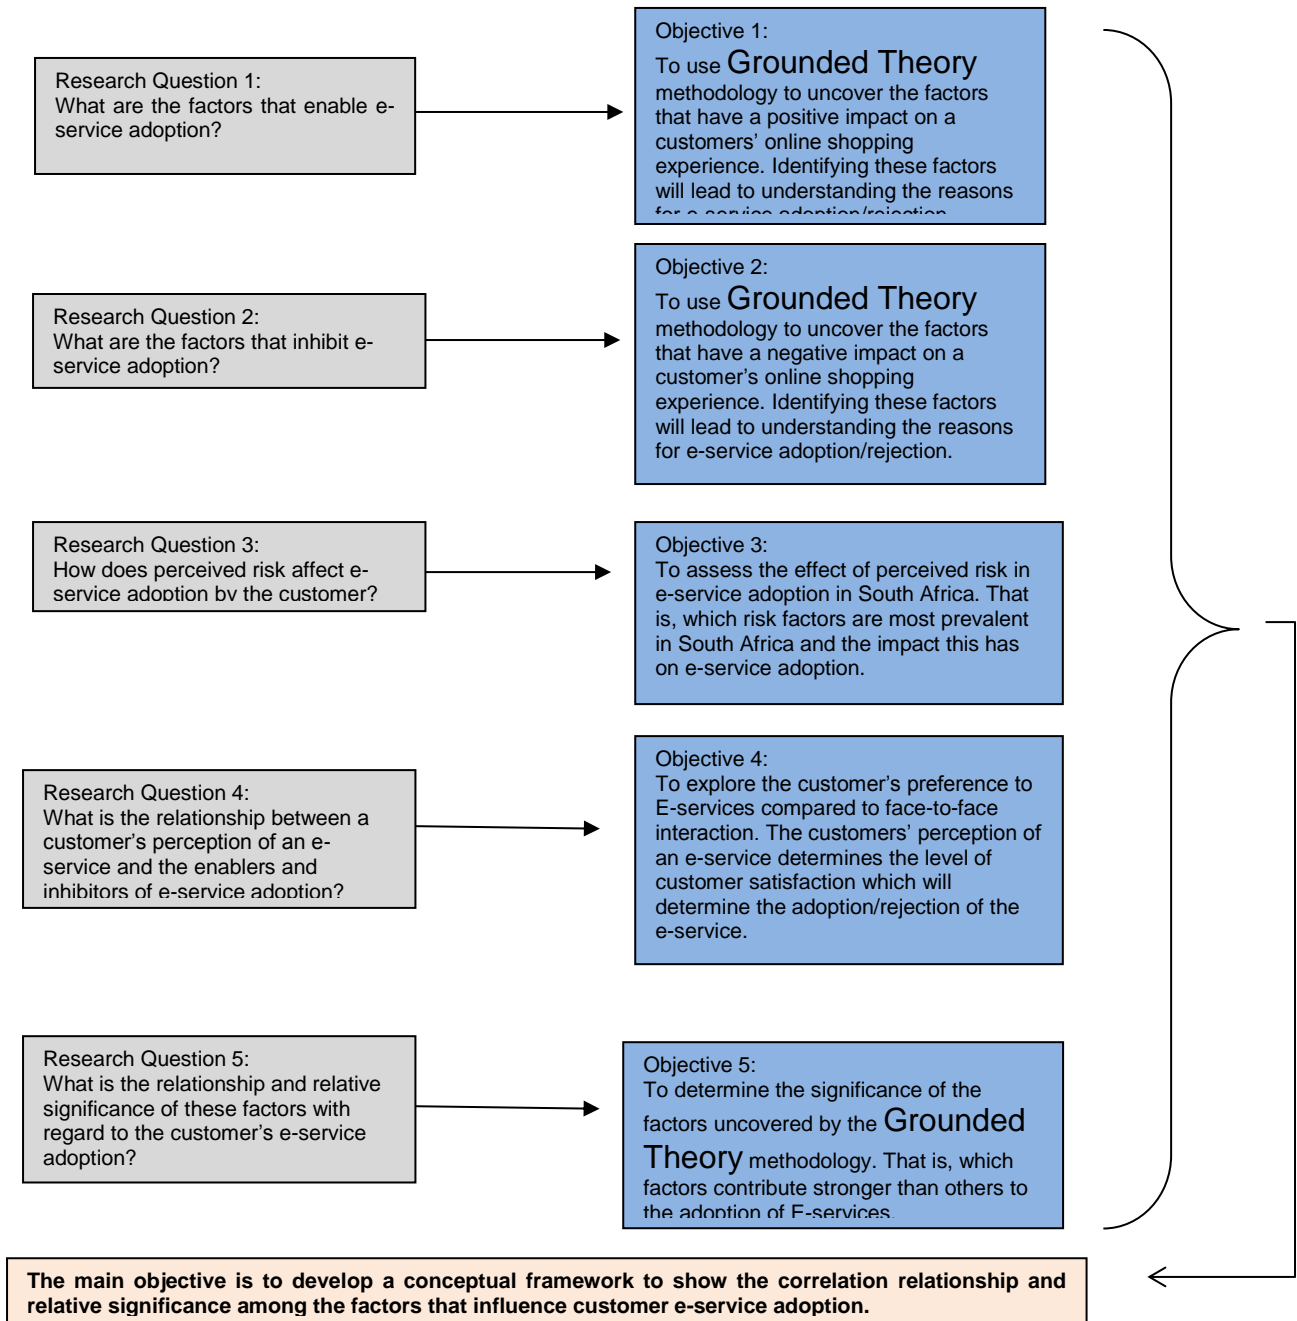 Research Question 1:
What are the factors that enable e-
service adoption?
Objective 1:
To use Grounded Theory
methodology to uncover the factors
that have a positive impact on a
customers’ online shopping
experience. Identifying these factors
will lead to understanding the reasons
for e-service adoption/rejection
Research Question 2:
What are the factors that inhibit e-
service adoption?
Objective 2:
To use Grounded Theory
methodology to uncover the factors
that have a negative impact on a
customer’s online shopping
experience. Identifying these factors
will lead to understanding the reasons
for e-service adoption/rejection.
Research Question 3:
How does perceived risk affect e-
service adoption by the customer?
Objective 3:
To assess the effect of perceived risk in
e-service adoption in South Africa. That
is, which risk factors are most prevalent
in South Africa and the impact this has
on e-service adoption.
Research Question 4:
What is the relationship between a
customer’s perception of an e-
service and the enablers and
inhibitors of e-service adoption?
Objective 4:
To explore the customer’s preference to
E-services compared to face-to-face
interaction. The customers’ perception of
an e-service determines the level of
customer satisfaction which will
determine the adoption/rejection of the
e-service.
Research Question 5:
What is the relationship and relative
significance of these factors with
regard to the customer’s e-service
adoption?
Objective 5:
To determine the significance of the
factors uncovered by the Grounded
Theory methodology. That is, which
factors contribute stronger than others to
the adoption of E-services.
The main objective is to develop a conceptual framework to show the correlation relationship and
relative significance among the factors that influence customer e-service adoption.